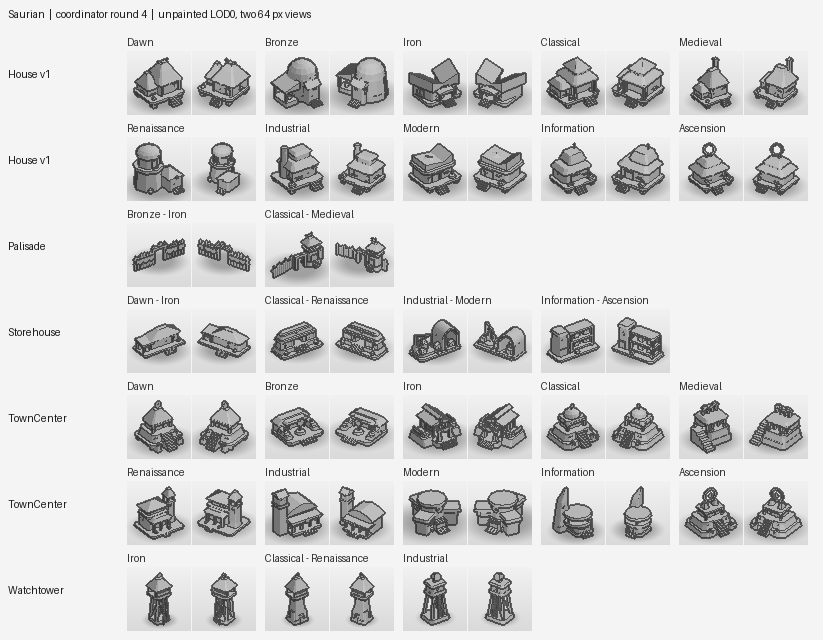 Saurian | coordinator round 4 | unpainted LOD0, two 64 px views
Dawn Bronze Iron Classical Medieval
House v1
Renaissance Industrial Modern Information Ascension
House v1
Bronze - Iron Classical - Medieval
Palisade
Dawn - Iron Classical - Renaissance Industrial - Modern Information - Ascension
Storehouse
Dawn Bronze Iron Classical Medieval
TownCenter
Renaissance Industrial Modern Information Ascension
TownCenter
Iron Classical - Renaissance Industrial
Watchtower